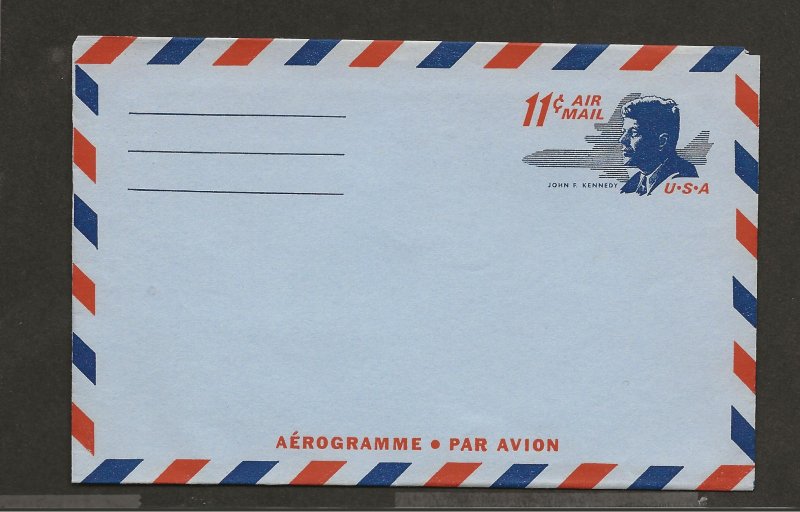 11¢ AIR
MAIL
JOHN F. KENNEDY
U•S•A
AÉROGRAMME • PAR AVION